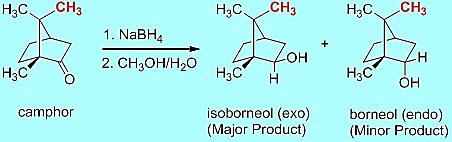 H₃C CH₃
H₃C
O
camphor
1. NaBH₄
2. CH₃OH/H₂O
H₃C CH₃
OH
H₃C
H
isoborneol (exo)
(Major Product)
+
H₃C CH₃
H
H₃C
OH
borneol (endo)
(Minor Product)